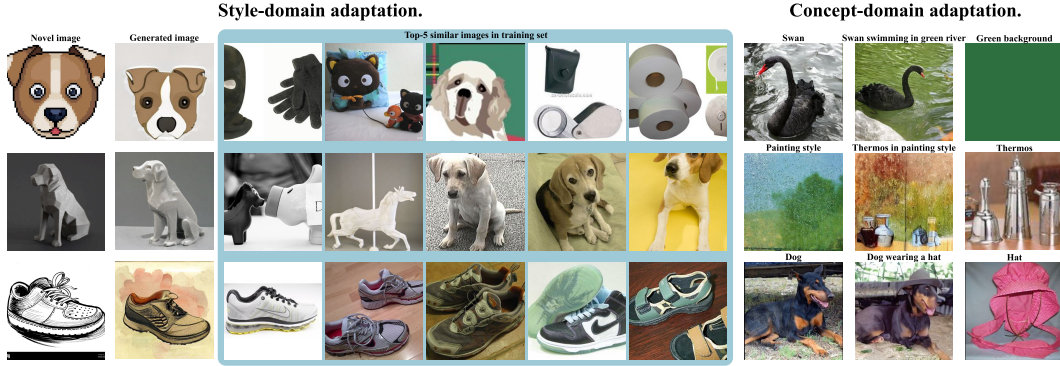 Style-domain adaptation.
Concept-domain adaptation.
Novel image
Generated image
Top-5 similar images in training set
Swan
Swan swimming in green river
Green background
Painting style
Thermos in painting style
Thermos
Dog
Dog wearing a hat
Hat